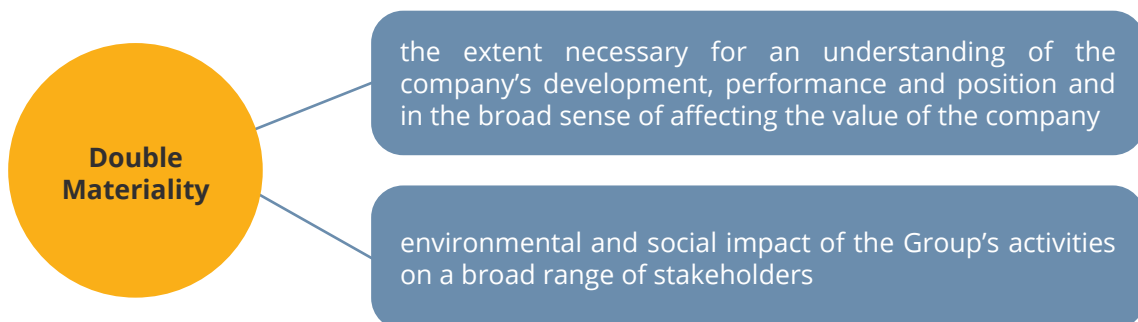 Double
Materiality
the extent necessary for an understanding of the
company’s development, performance and position and
in the broad sense of affecting the value of the company
environmental and social impact of the Group’s activities
on a broad range of stakeholders